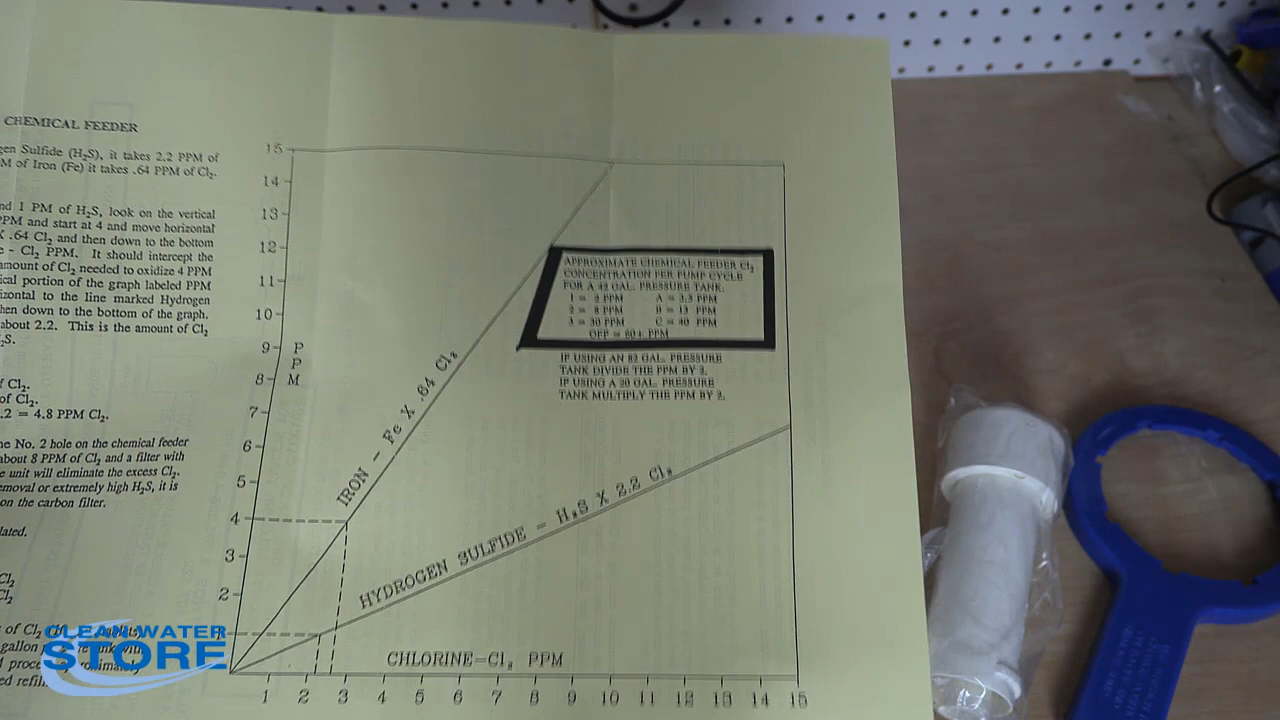 CHEMICAL FEEDER
gen Sulfide (H₂S), it takes 2.2 PPM of
M of Iron (Fe) it takes .64 PPM of Cl₂.
nd 1 PM of H₂S, look on the vertical
PPM and start at 4 and move horizontal
X .64 Cl₂ and then down to the bottom
e - Cl₂ PPM. It should intercept the
amount of Cl₂ needed to oxidize 4 PPM
ical portion of the graph labeled PPM
izontal to the line marked Hydrogen
hen down to the bottom of the graph.
about 2.2. This is the amount of Cl₂
₂S.
f Cl₂.
of Cl₂.
.2 = 4.8 PPM Cl₂.
he No. 2 hole on the chemical feeder
about 8 PPM of Cl₂ and a filter with
e unit will eliminate the excess Cl₂.
emoval or extremely high H₂S, it is
on the carbon filter.
lated.
Cl₂
Cl₂
of Cl₂
gallon
ed refil
15
14
13
12
11
10
9
8
7
6
5
4
3
2
1
P
P
M
IRON - Fe X .64 Cl₂
HYDROGEN SULFIDE - H₂S X 2.2 Cl₂
APPROXIMATE CHEMICAL FEEDER Cl₂
CONCENTRATION PER PUMP CYCLE
FOR A 42 GAL. PRESSURE TANK.
1 = 2 PPM A = 3.5 PPM
2 = 8 PPM B = 13 PPM
3 = 30 PPM C = 40 PPM
OFF = 60+ PPM
IF USING AN 82 GAL. PRESSURE
TANK DIVIDE THE PPM BY 2.
IF USING A 20 GAL. PRESSURE
TANK MULTIPLY THE PPM BY 2.
CHLORINE=Cl₂ PPM
1 2 3 4 5 6 7 8 9 10 11 12 13 14 15
CLEAN WATER
STORE